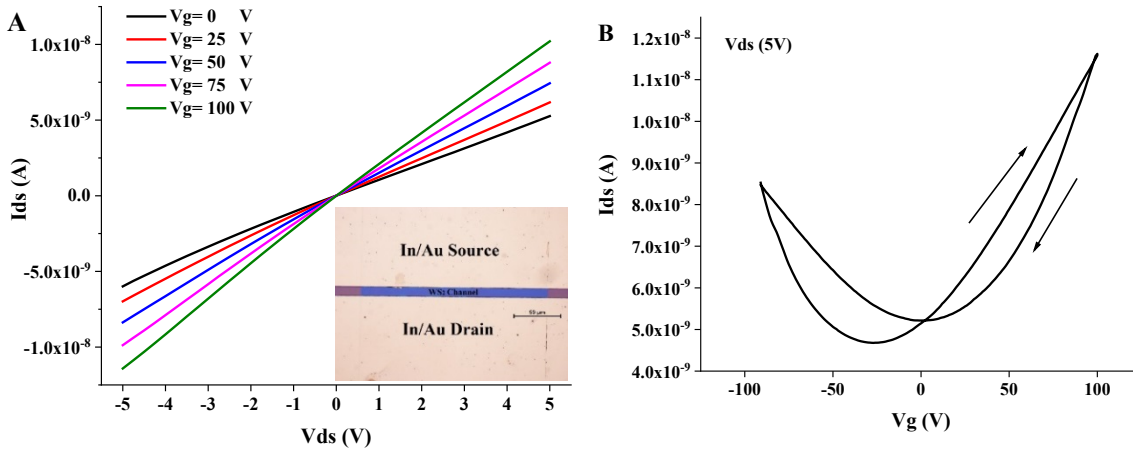 A
Vg= 0 V
Vg= 25 V
Vg= 50 V
Vg= 75 V
Vg= 100 V
1.0x10⁻⁸
5.0x10⁻⁹
0.0
-5.0x10⁻⁹
-1.0x10⁻⁸
Ids (A)
In/Au Source
WS₂ Channel
50 μm
In/Au Drain
-5 -4 -3 -2 -1 0 1 2 3 4 5
Vds (V)
B
Vds (5V)
1.2x10⁻⁸
1.1x10⁻⁸
1.0x10⁻⁸
9.0x10⁻⁹
8.0x10⁻⁹
7.0x10⁻⁹
6.0x10⁻⁹
5.0x10⁻⁹
4.0x10⁻⁹
Ids (A)
-100 -50 0 50 100
Vg (V)